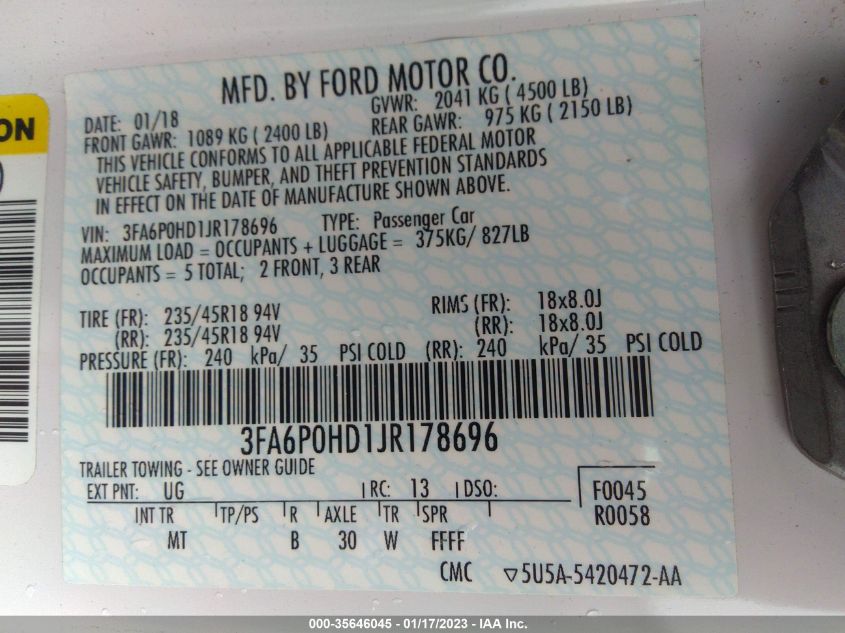 ON
MFD. BY FORD MOTOR CO.
DATE: 01/18 GVWR: 2041 KG ( 4500 LB)
FRONT GAWR: 1089 KG ( 2400 LB) REAR GAWR: 975 KG ( 2150 LB)
THIS VEHICLE CONFORMS TO ALL APPLICABLE FEDERAL MOTOR
VEHICLE SAFETY, BUMPER, AND THEFT PREVENTION STANDARDS
IN EFFECT ON THE DATE OF MANUFACTURE SHOWN ABOVE.
VIN: 3FA6P0HD1JR178696 TYPE: Passenger Car
MAXIMUM LOAD = OCCUPANTS + LUGGAGE = 375KG/ 827LB
OCCUPANTS = 5 TOTAL; 2 FRONT, 3 REAR
TIRE (FR): 235/45R18 94V RIMS (FR): 18x8.0J
(RR): 235/45R18 94V (RR): 18x8.0J
PRESSURE (FR): 240 kPa/ 35 PSI COLD (RR): 240 kPa/ 35 PSI COLD
3FA6P0HD1JR178696
TRAILER TOWING - SEE OWNER GUIDE
EXT PNT: UG RC: 13 DSO: F0045
INT TR TP/PS R AXLE TR SPR R0058
MT B 30 W FFFF
CMC ▽5U5A-5420472-AA
000-35646045 - 01/17/2023 - IAA Inc.